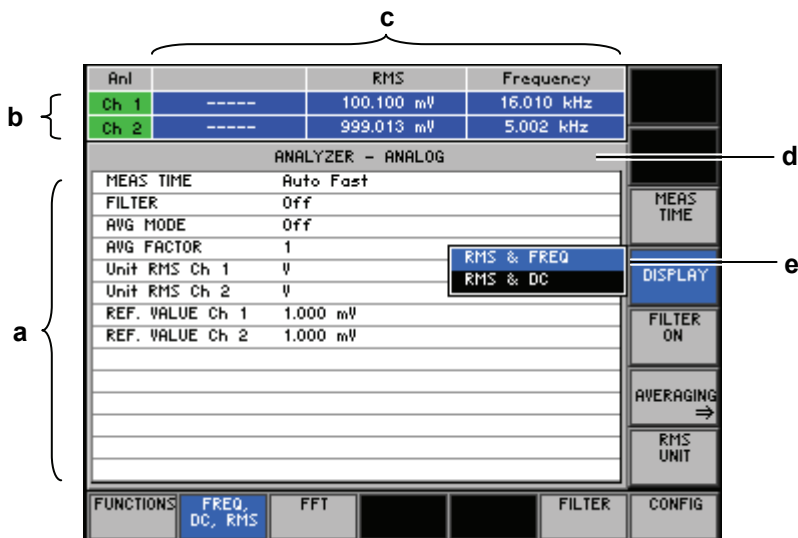 c
Anl RMS Frequency
b Ch 1 ----- 100.100 mV 16.010 kHz
Ch 2 ----- 999.013 mV 5.002 kHz
ANALYZER - ANALOG d
MEAS TIME Auto Fast
FILTER Off
AVG MODE Off
AVG FACTOR 1
Unit RMS Ch 1 V
Unit RMS Ch 2 V
REF. VALUE Ch 1 1.000 mV
REF. VALUE Ch 2 1.000 mV
a
RMS & FREQ e
RMS & DC
MEAS
TIME
DISPLAY
FILTER
ON
AVERAGING
⇒
RMS
UNIT
FUNCTIONS FREQ, FFT FILTER CONFIG
DC, RMS